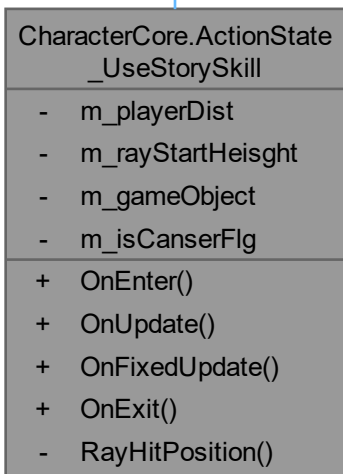 CharacterCore.ActionState
_UseStorySkill
- m_playerDist
- m_rayStartHeisght
- m_gameObject
- m_isCanserFlg
+ OnEnter()
+ OnUpdate()
+ OnFixedUpdate()
+ OnExit()
- RayHitPosition()